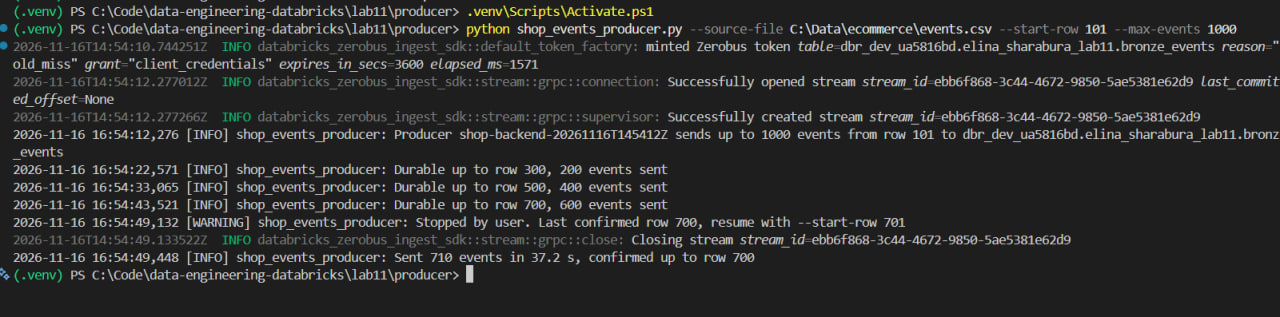 (.venv) PS C:\Code\data-engineering-databricks\lab11\producer> .venv\Scripts\Activate.ps1
(.venv) PS C:\Code\data-engineering-databricks\lab11\producer> python shop_events_producer.py --source-file C:\Data\ecommerce\events.csv --start-row 101 --max-events 1000
2026-11-16T14:54:10.744251Z  INFO databricks_zerobus_ingest_sdk::default_token_factory: minted Zerobus token table=dbr_dev_ua5816bd.elina_sharabura_lab11.bronze_events reason="
old_miss" grant="client_credentials" expires_in_secs=3600 elapsed_ms=1571
2026-11-16T14:54:12.277012Z  INFO databricks_zerobus_ingest_sdk::stream::grpc::connection: Successfully opened stream stream_id=ebb6f868-3c44-4672-9850-5ae5381e62d9 last_commit
ed_offset=None
2026-11-16T14:54:12.277266Z  INFO databricks_zerobus_ingest_sdk::stream::grpc::supervisor: Successfully created stream stream_id=ebb6f868-3c44-4672-9850-5ae5381e62d9
2026-11-16 16:54:12,276 [INFO] shop_events_producer: Producer shop-backend-20261116T145412Z sends up to 1000 events from row 101 to dbr_dev_ua5816bd.elina_sharabura_lab11.bronz
_events
2026-11-16 16:54:22,571 [INFO] shop_events_producer: Durable up to row 300, 200 events sent
2026-11-16 16:54:33,065 [INFO] shop_events_producer: Durable up to row 500, 400 events sent
2026-11-16 16:54:43,521 [INFO] shop_events_producer: Durable up to row 700, 600 events sent
2026-11-16 16:54:49,132 [WARNING] shop_events_producer: Stopped by user. Last confirmed row 700, resume with --start-row 701
2026-11-16T14:54:49.133522Z  INFO databricks_zerobus_ingest_sdk::stream::grpc::close: Closing stream stream_id=ebb6f868-3c44-4672-9850-5ae5381e62d9
2026-11-16 16:54:49,448 [INFO] shop_events_producer: Sent 710 events in 37.2 s, confirmed up to row 700
(.venv) PS C:\Code\data-engineering-databricks\lab11\producer>